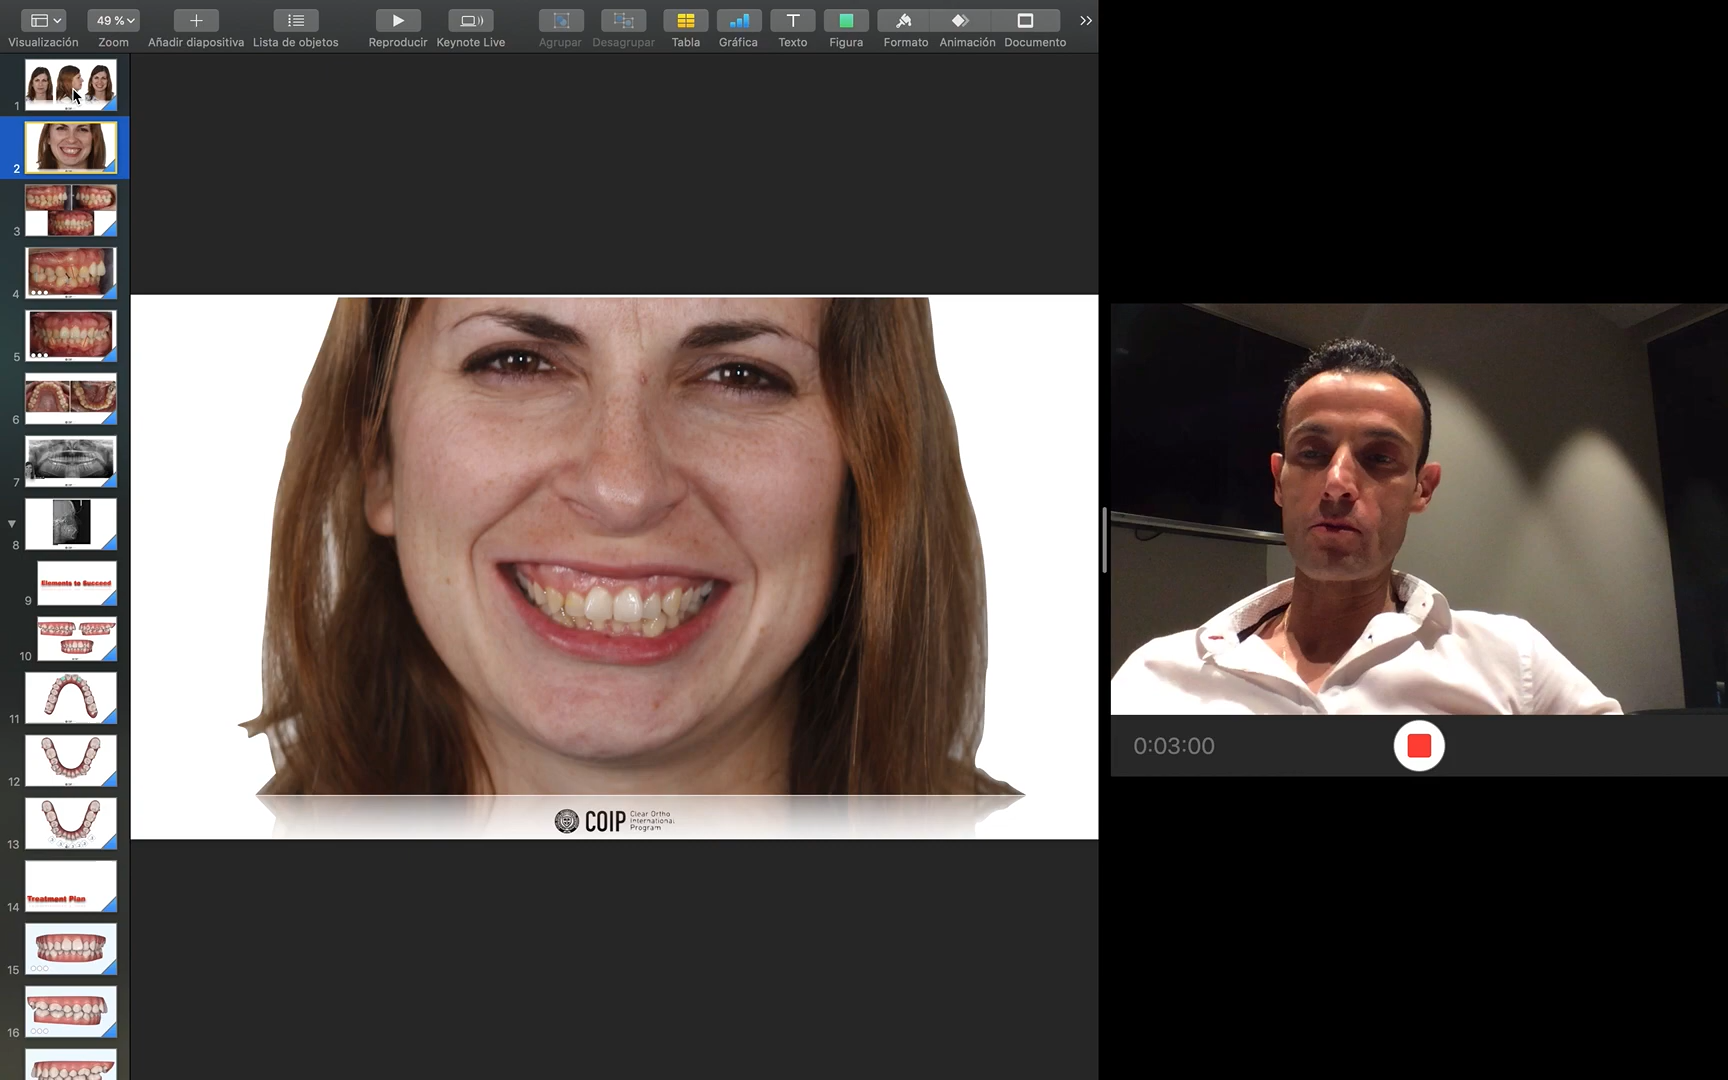 49 %
Visualización
Zoom
Añadir diapositiva
Lista de objetos
Reproducir
Keynote Live
Agrupar
Desagrupar
Tabla
Gráfica
T
Texto
Figura
Formato
Animación
Documento
1
2
3
4
5
6
7
8
Elements to Succeed
9
10
11
12
13
Treatment Plan
14
15
16
COIP
Clear Ortho
International
Program
0:03:00